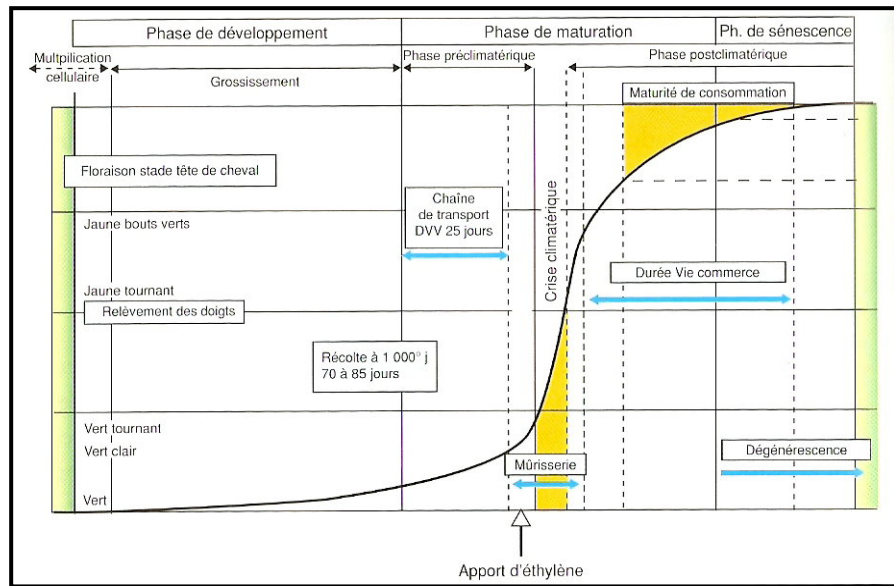 Phase de développement
Phase de maturation
Ph. de sénescence
Multpilication
cellulaire
Grossissement
Phase préclimatérique
Phase postclimatérique
Maturité de consommation
Floraison stade tête de cheval
Chaîne
de transport
DVV 25 jours
Jaune bouts verts
Crise climatérique
Durée Vie commerce
Jaune tournant
Relèvement des doigts
Récolte à 1 000° j
70 à 85 jours
Vert tournant
Vert clair
Mûrisserie
Dégénérescence
Vert
Apport d'éthylène